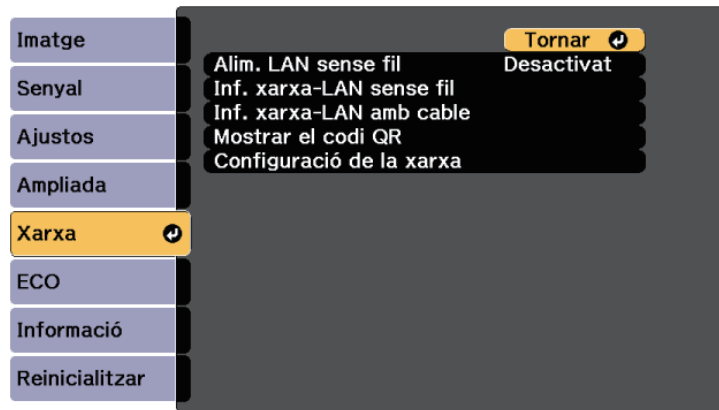 Imatge
Senyal
Ajustos
Ampliada
Xarxa
ECO
Informació
Reinicialitzar
Tornar
Alim. LAN sense fil Desactivat
Inf. xarxa-LAN sense fil
Inf. xarxa-LAN amb cable
Mostrar el codi QR
Configuració de la xarxa